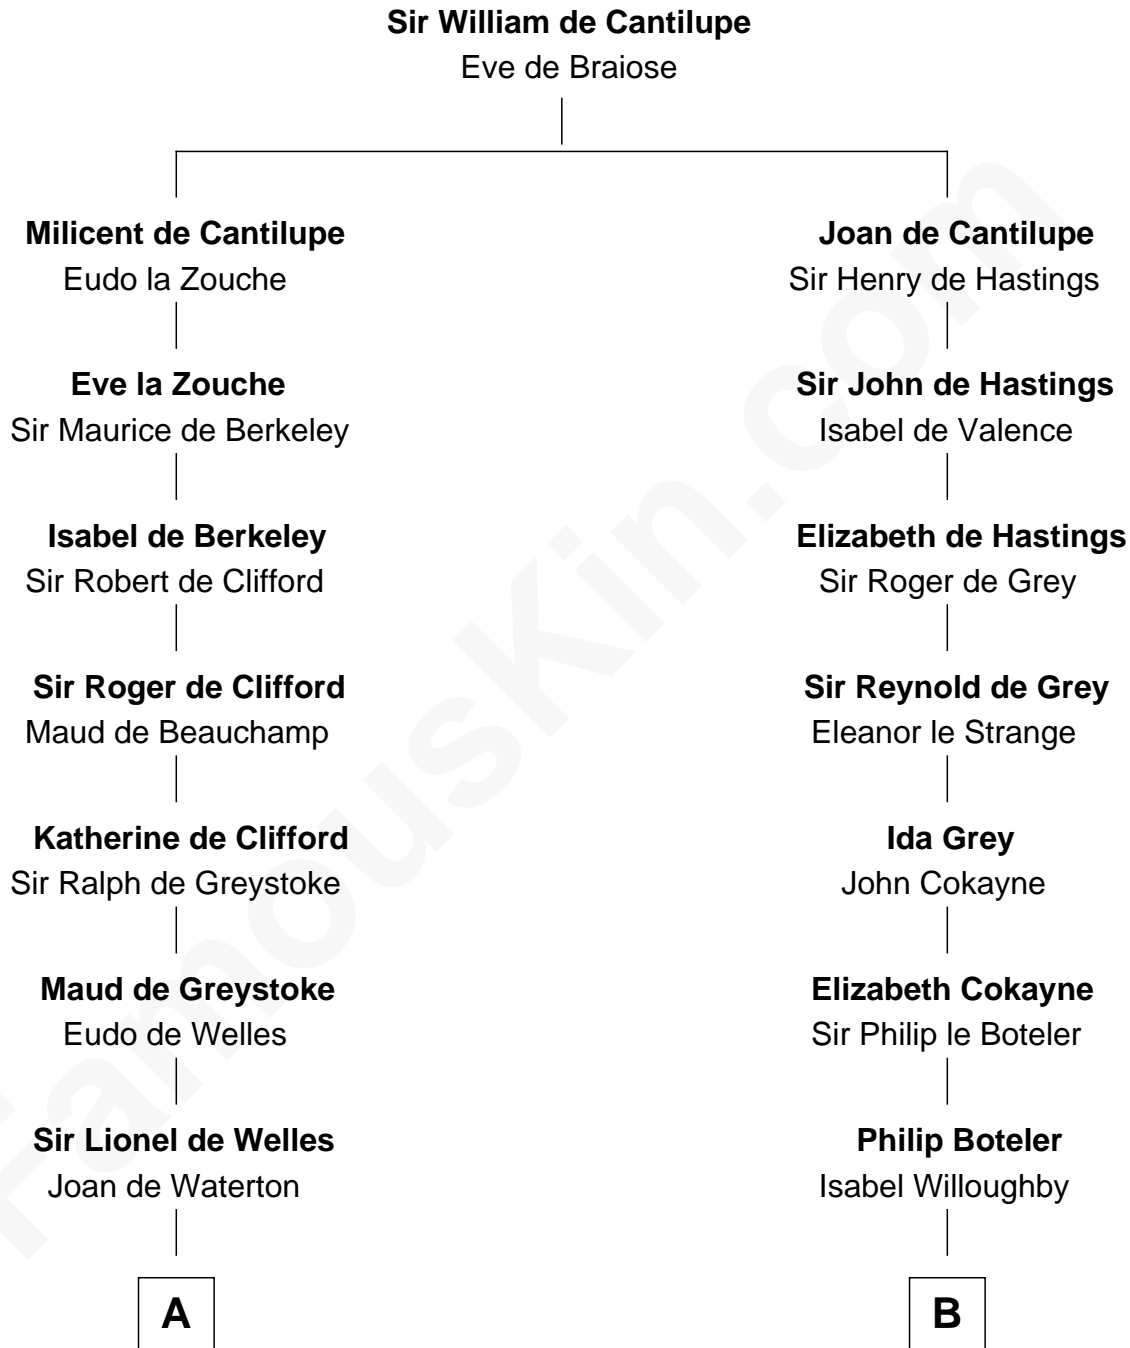 Sir William de Cantilupe
Eve de Braiose
Milicent de Cantilupe
Eudo la Zouche
Joan de Cantilupe
Sir Henry de Hastings
Eve la Zouche
Sir Maurice de Berkeley
Sir John de Hastings
Isabel de Valence
Isabel de Berkeley
Sir Robert de Clifford
Elizabeth de Hastings
Sir Roger de Grey
Sir Roger de Clifford
Maud de Beauchamp
Sir Reynold de Grey
Eleanor le Strange
Katherine de Clifford
Sir Ralph de Greystoke
Ida Grey
John Cokayne
Maud de Greystoke
Eudo de Welles
Elizabeth Cokayne
Sir Philip le Boteler
Sir Lionel de Welles
Joan de Waterton
Philip Boteler
Isabel Willoughby
A
B
FamousKin.com